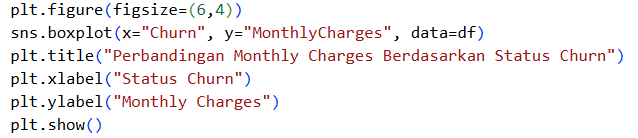 plt.figure(figsize=(6,4))
sns.boxplot(x="Churn", y="MonthlyCharges", data=df)
plt.title("Perbandingan Monthly Charges Berdasarkan Status Churn")
plt.xlabel("Status Churn")
plt.ylabel("Monthly Charges")
plt.show()